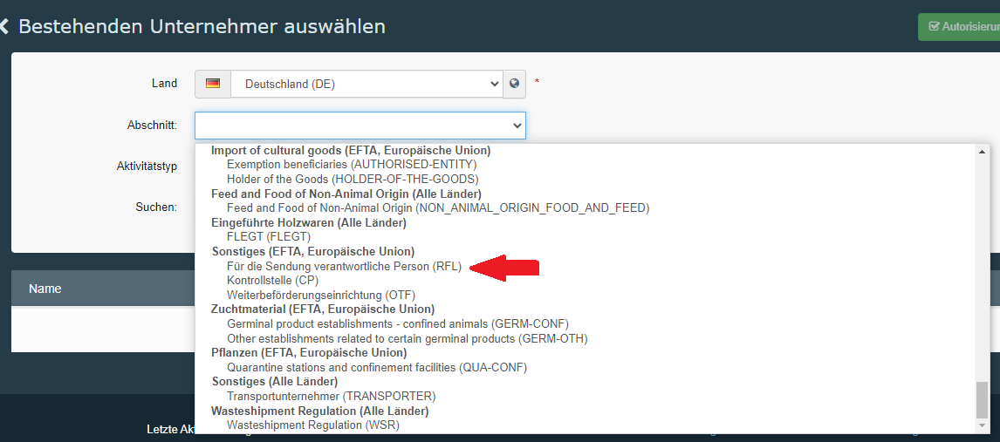 Bestehenden Unternehmer auswählen
Autorisierun
Land
Deutschland (DE)
*
Abschnitt:
Aktivitätstyp
Suchen:
Import of cultural goods (EFTA, Europäische Union)
Exemption beneficiaries (AUTHORISED-ENTITY)
Holder of the Goods (HOLDER-OF-THE-GOODS)
Feed and Food of Non-Animal Origin (Alle Länder)
Feed and Food of Non-Animal Origin (NON_ANIMAL_ORIGIN_FOOD_AND_FEED)
Eingeführte Holzwaren (Alle Länder)
FLEGT (FLEGT)
Sonstiges (EFTA, Europäische Union)
Für die Sendung verantwortliche Person (RFL)
Kontrollstelle (CP)
Weiterbeförderungseinrichtung (OTF)
Zuchtmaterial (EFTA, Europäische Union)
Germinal product establishments - confined animals (GERM-CONF)
Other establishments related to certain germinal products (GERM-OTH)
Pflanzen (EFTA, Europäische Union)
Quarantine stations and confinement facilities (QUA-CONF)
Sonstiges (Alle Länder)
Transportunternehmer (TRANSPORTER)
Wasteshipment Regulation (Alle Länder)
Wasteshipment Regulation (WSR)
Name
Letzte Ak